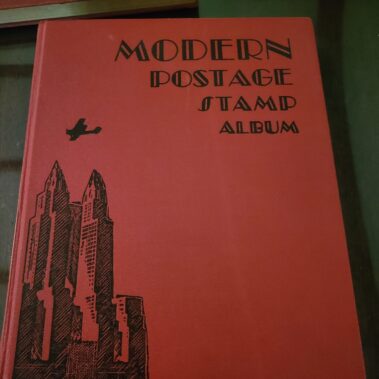 MODERN
POSTAGE
STAMP
ALBUM